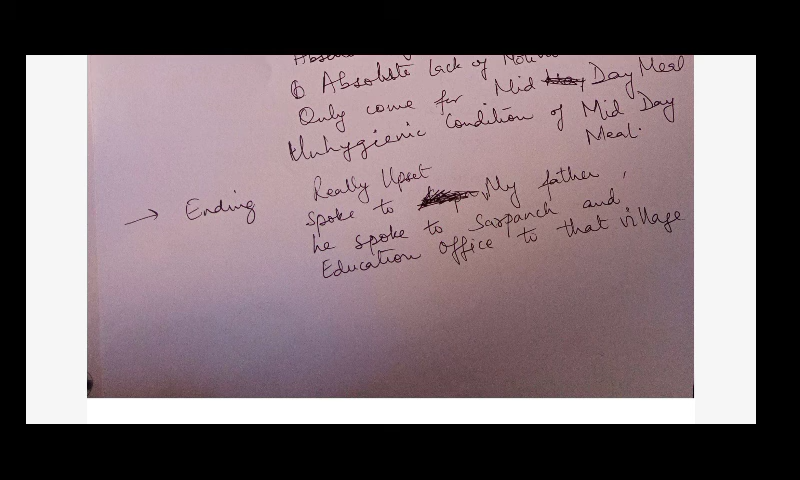 6 Absolute Lack of
Only come for Mid Day Meal
Unhygienic Condition of Mid Day
Meal.
Really Upset
→ Ending
spoke to My father,
he spoke to Sarpanch and
Education office to that village